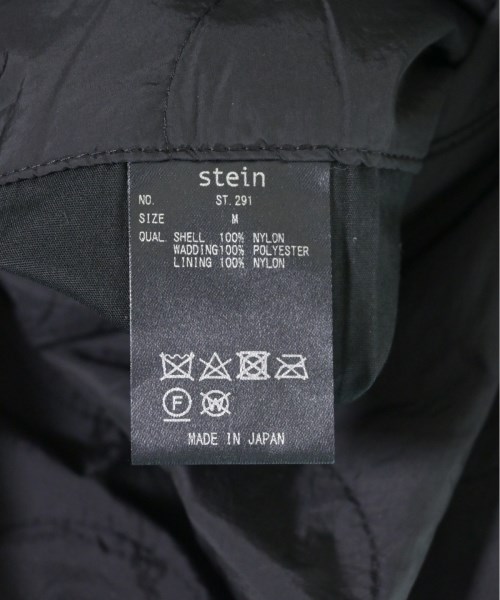 stein
NO. ST.291
SIZE M
QUAL. SHELL 100% NYLON
WADDING100% POLYESTER
LINING 100% NYLON
F W
MADE IN JAPAN